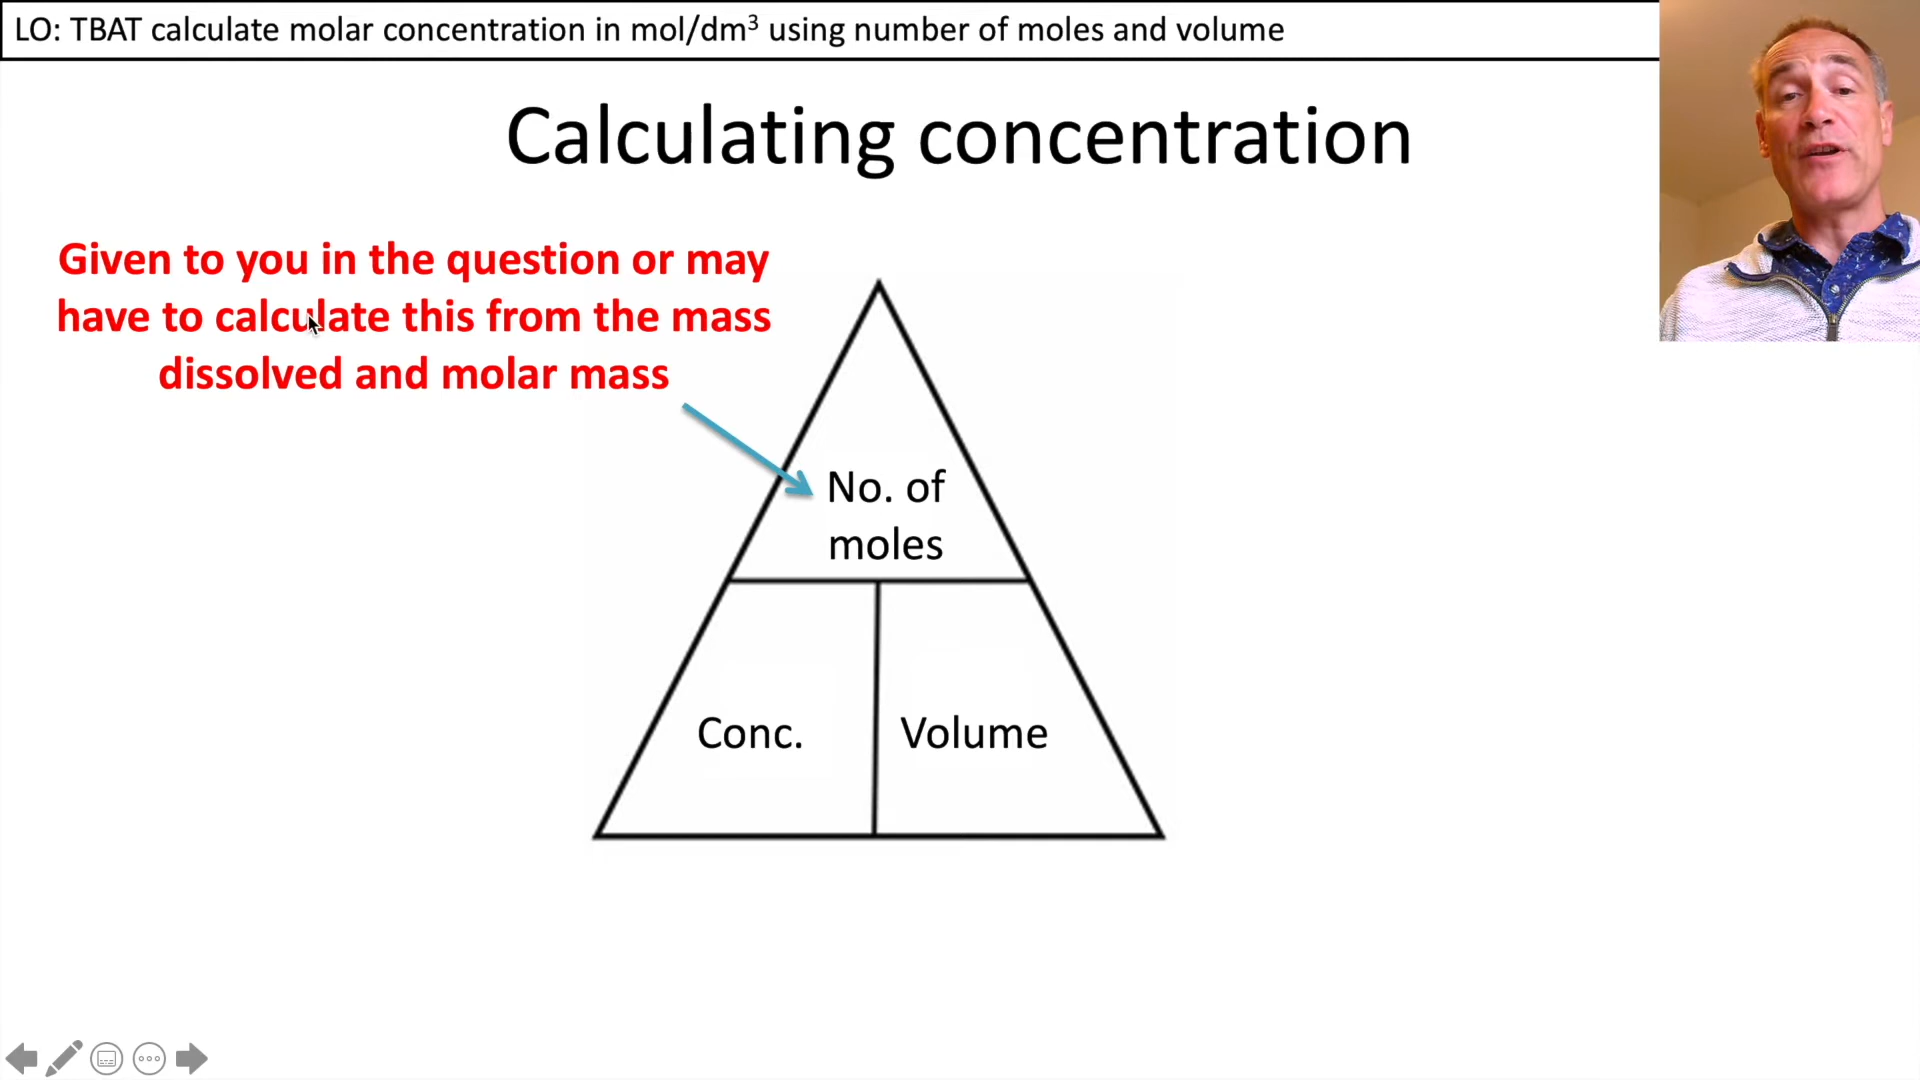 LO: TBAT calculate molar concentration in mol/dm³ using number of moles and volume
Calculating concentration
Given to you in the question or may
have to calculate this from the mass
dissolved and molar mass
No. of
moles
Conc.
Volume